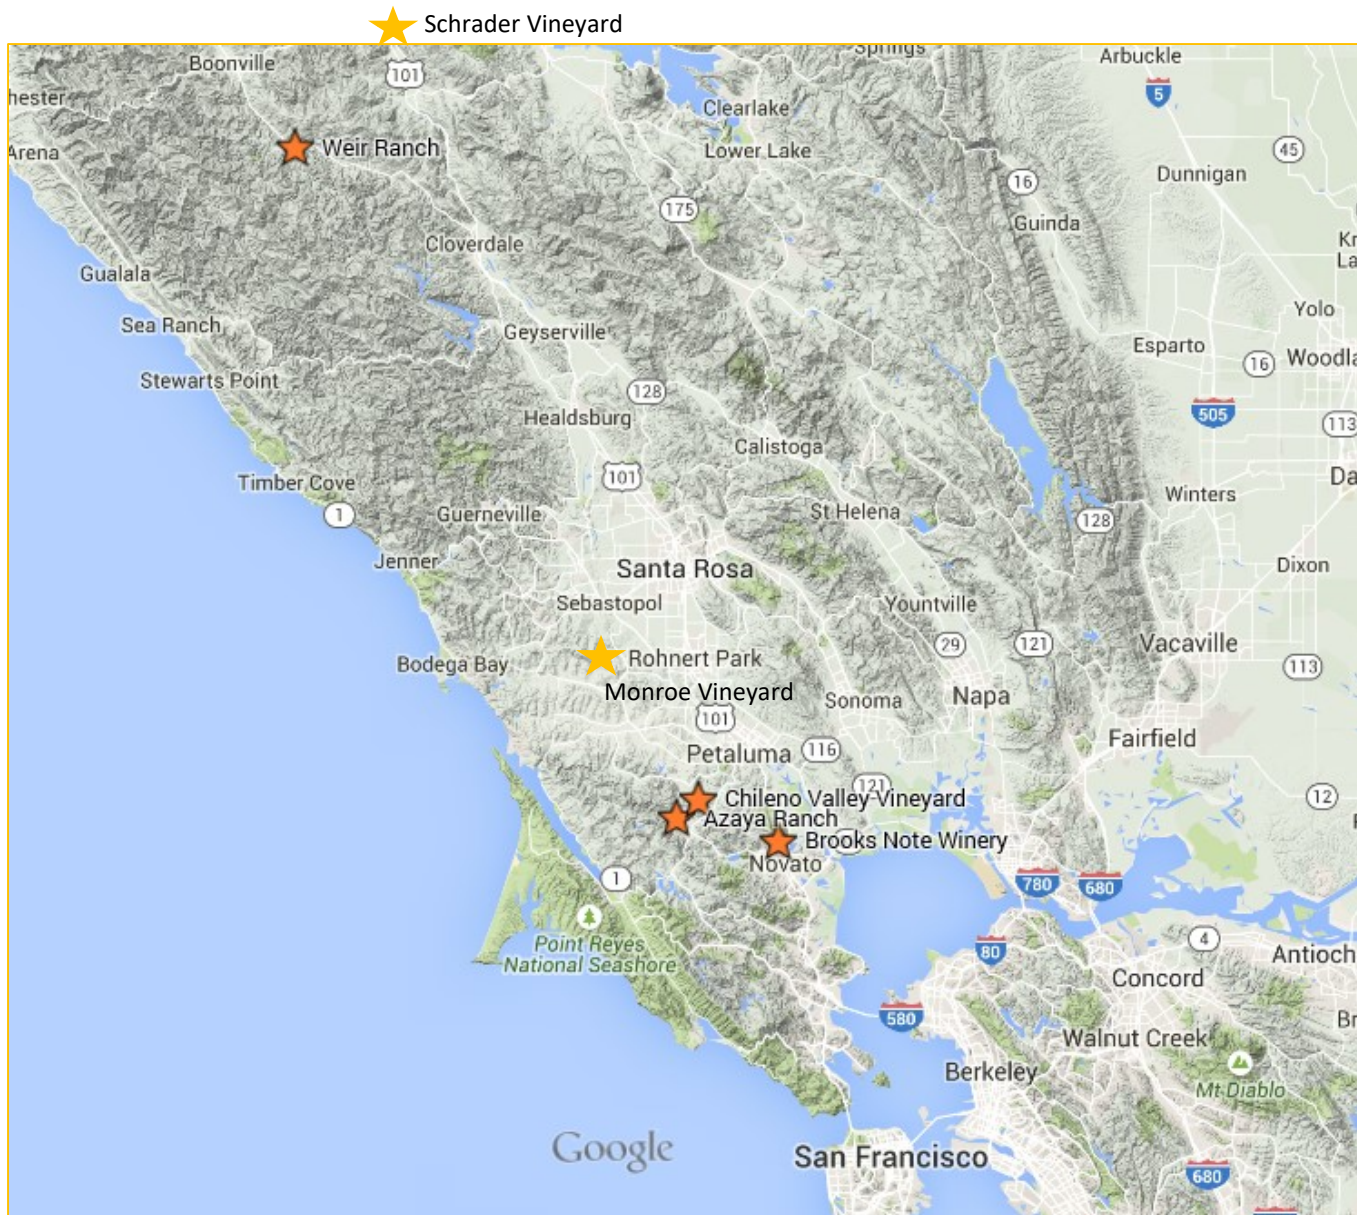 Schrader Vineyard
Boonville
101
Springs
Arbuckle
5
hester
Clearlake
Arena
Weir Ranch
Lower Lake
45
Dunnigan
16
175
Guinda
Cloverdale
Gualala
Yolo
Sea Ranch
Geyserville
Esparto
16
Woodla
Stewarts Point
128
505
Healdsburg
113
Calistoga
101
Timber Cove
Winters
1
Guerneville
St Helena
128
Jenner
Santa Rosa
Dixon
Sebastopol
Yountville
29
121
Vacaville
Bodega Bay
Rohnert Park
113
Monroe Vineyard
Sonoma
Napa
101
Petaluma
116
Fairfield
121
Chileno Valley Vineyard
12
Azaya Ranch
Brooks Note Winery
Novato
1
780
680
Point Reyes
National Seashore
80
4
Antioch
Concord
580
Walnut Creek
Berkeley
Mt Diablo
Google
San Francisco
680